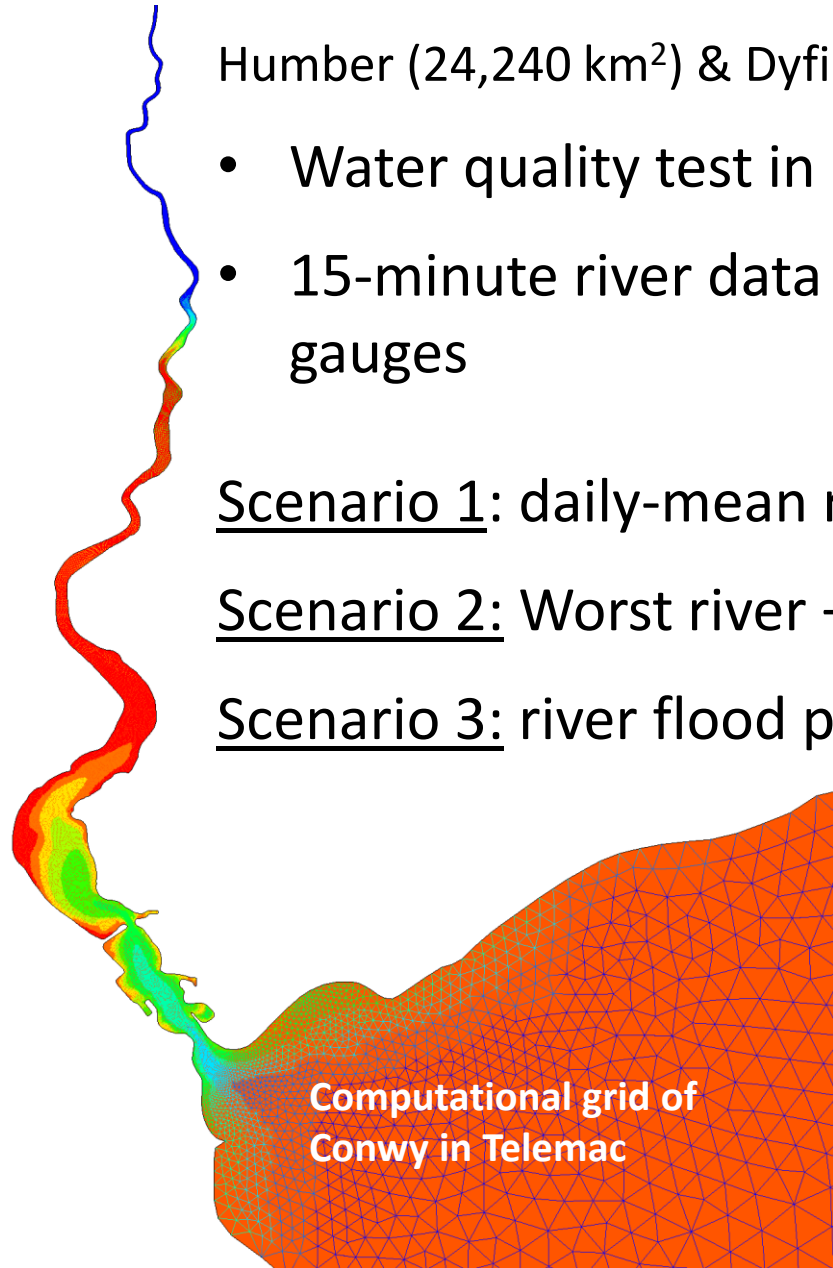 Humber (24,240 km²) & Dyfi
• Water quality test in
• 15-minute river data
gauges
Scenario 1: daily-mean
Scenario 2: Worst river -
Scenario 3: river flood
Computational grid of
Conwy in Telemac